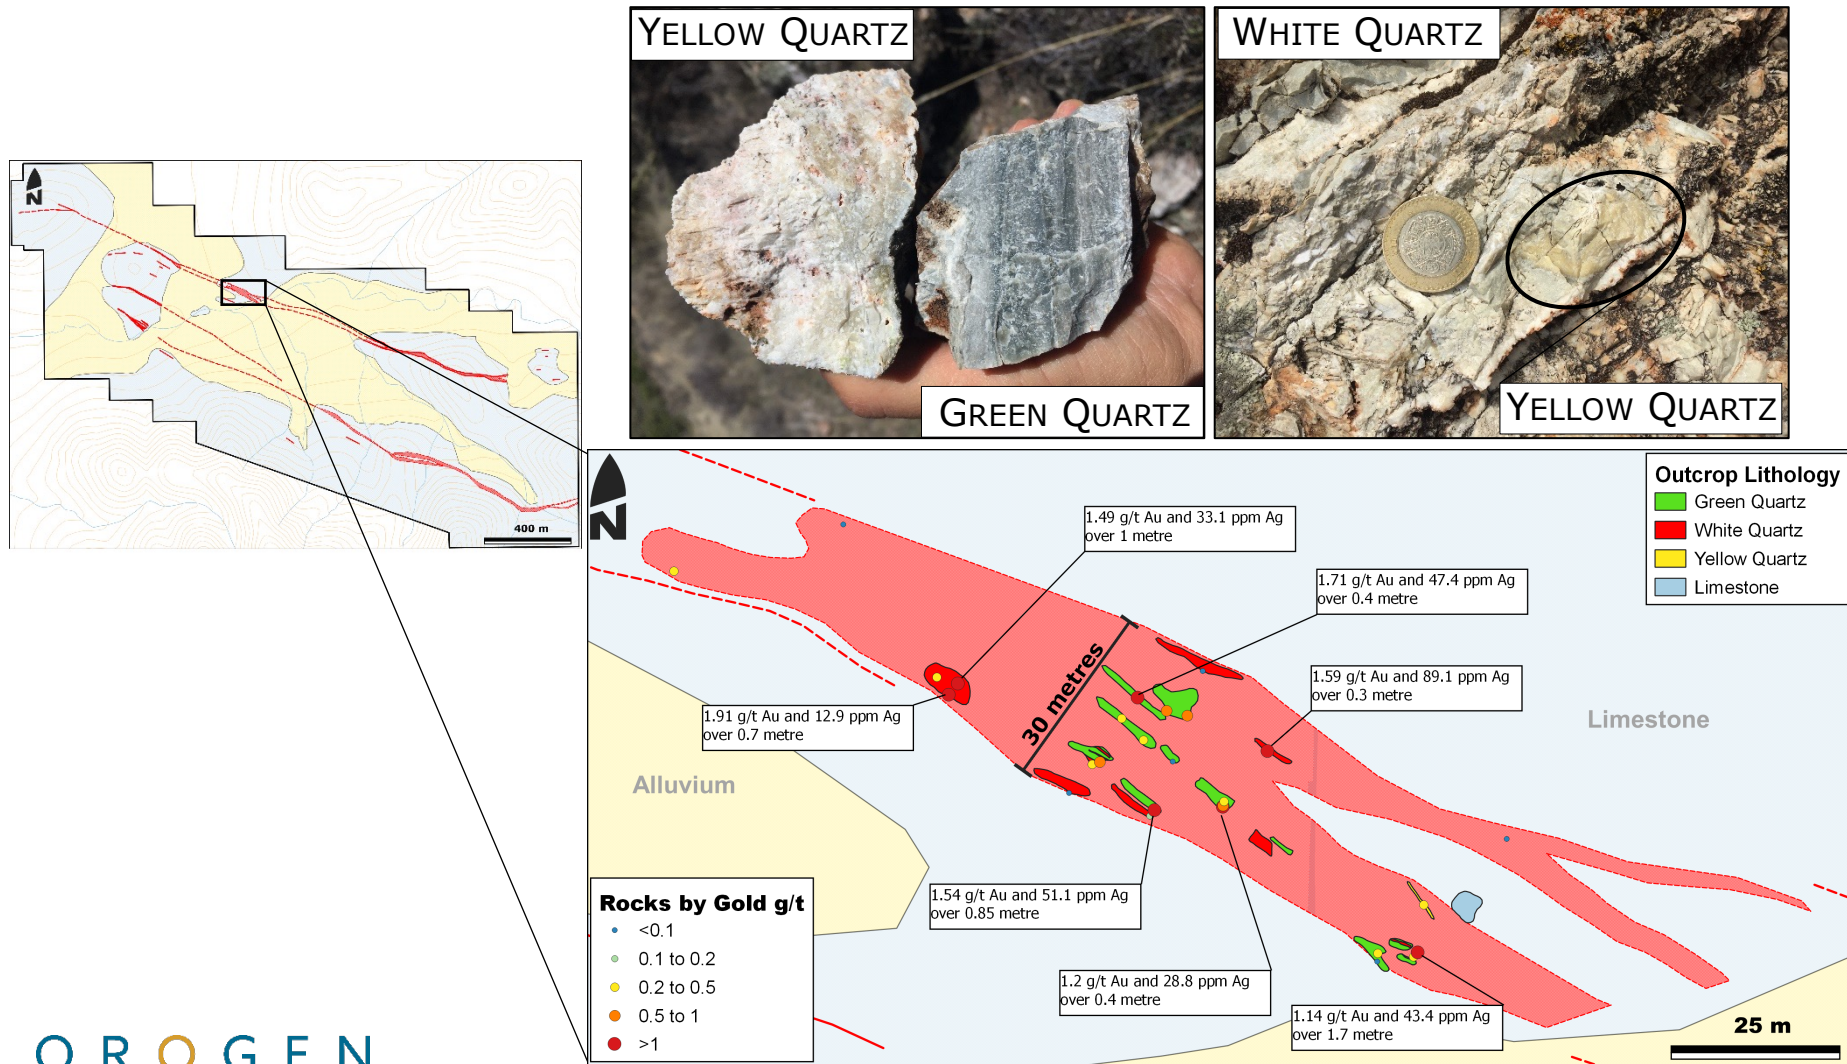 YELLOW QUARTZ
GREEN QUARTZ
WHITE QUARTZ
YELLOW QUARTZ
N
400 m
N
Outcrop Lithology
Green Quartz
White Quartz
Yellow Quartz
Limestone
1.49 g/t Au and 33.1 ppm Ag
over 1 metre
1.71 g/t Au and 47.4 ppm Ag
over 0.4 metre
1.59 g/t Au and 89.1 ppm Ag
over 0.3 metre
1.91 g/t Au and 12.9 ppm Ag
over 0.7 metre
30 metres
Limestone
Alluvium
1.54 g/t Au and 51.1 ppm Ag
over 0.85 metre
1.2 g/t Au and 28.8 ppm Ag
over 0.4 metre
1.14 g/t Au and 43.4 ppm Ag
over 1.7 metre
Rocks by Gold g/t
<0.1
0.1 to 0.2
0.2 to 0.5
0.5 to 1
>1
25 m
OROGEN